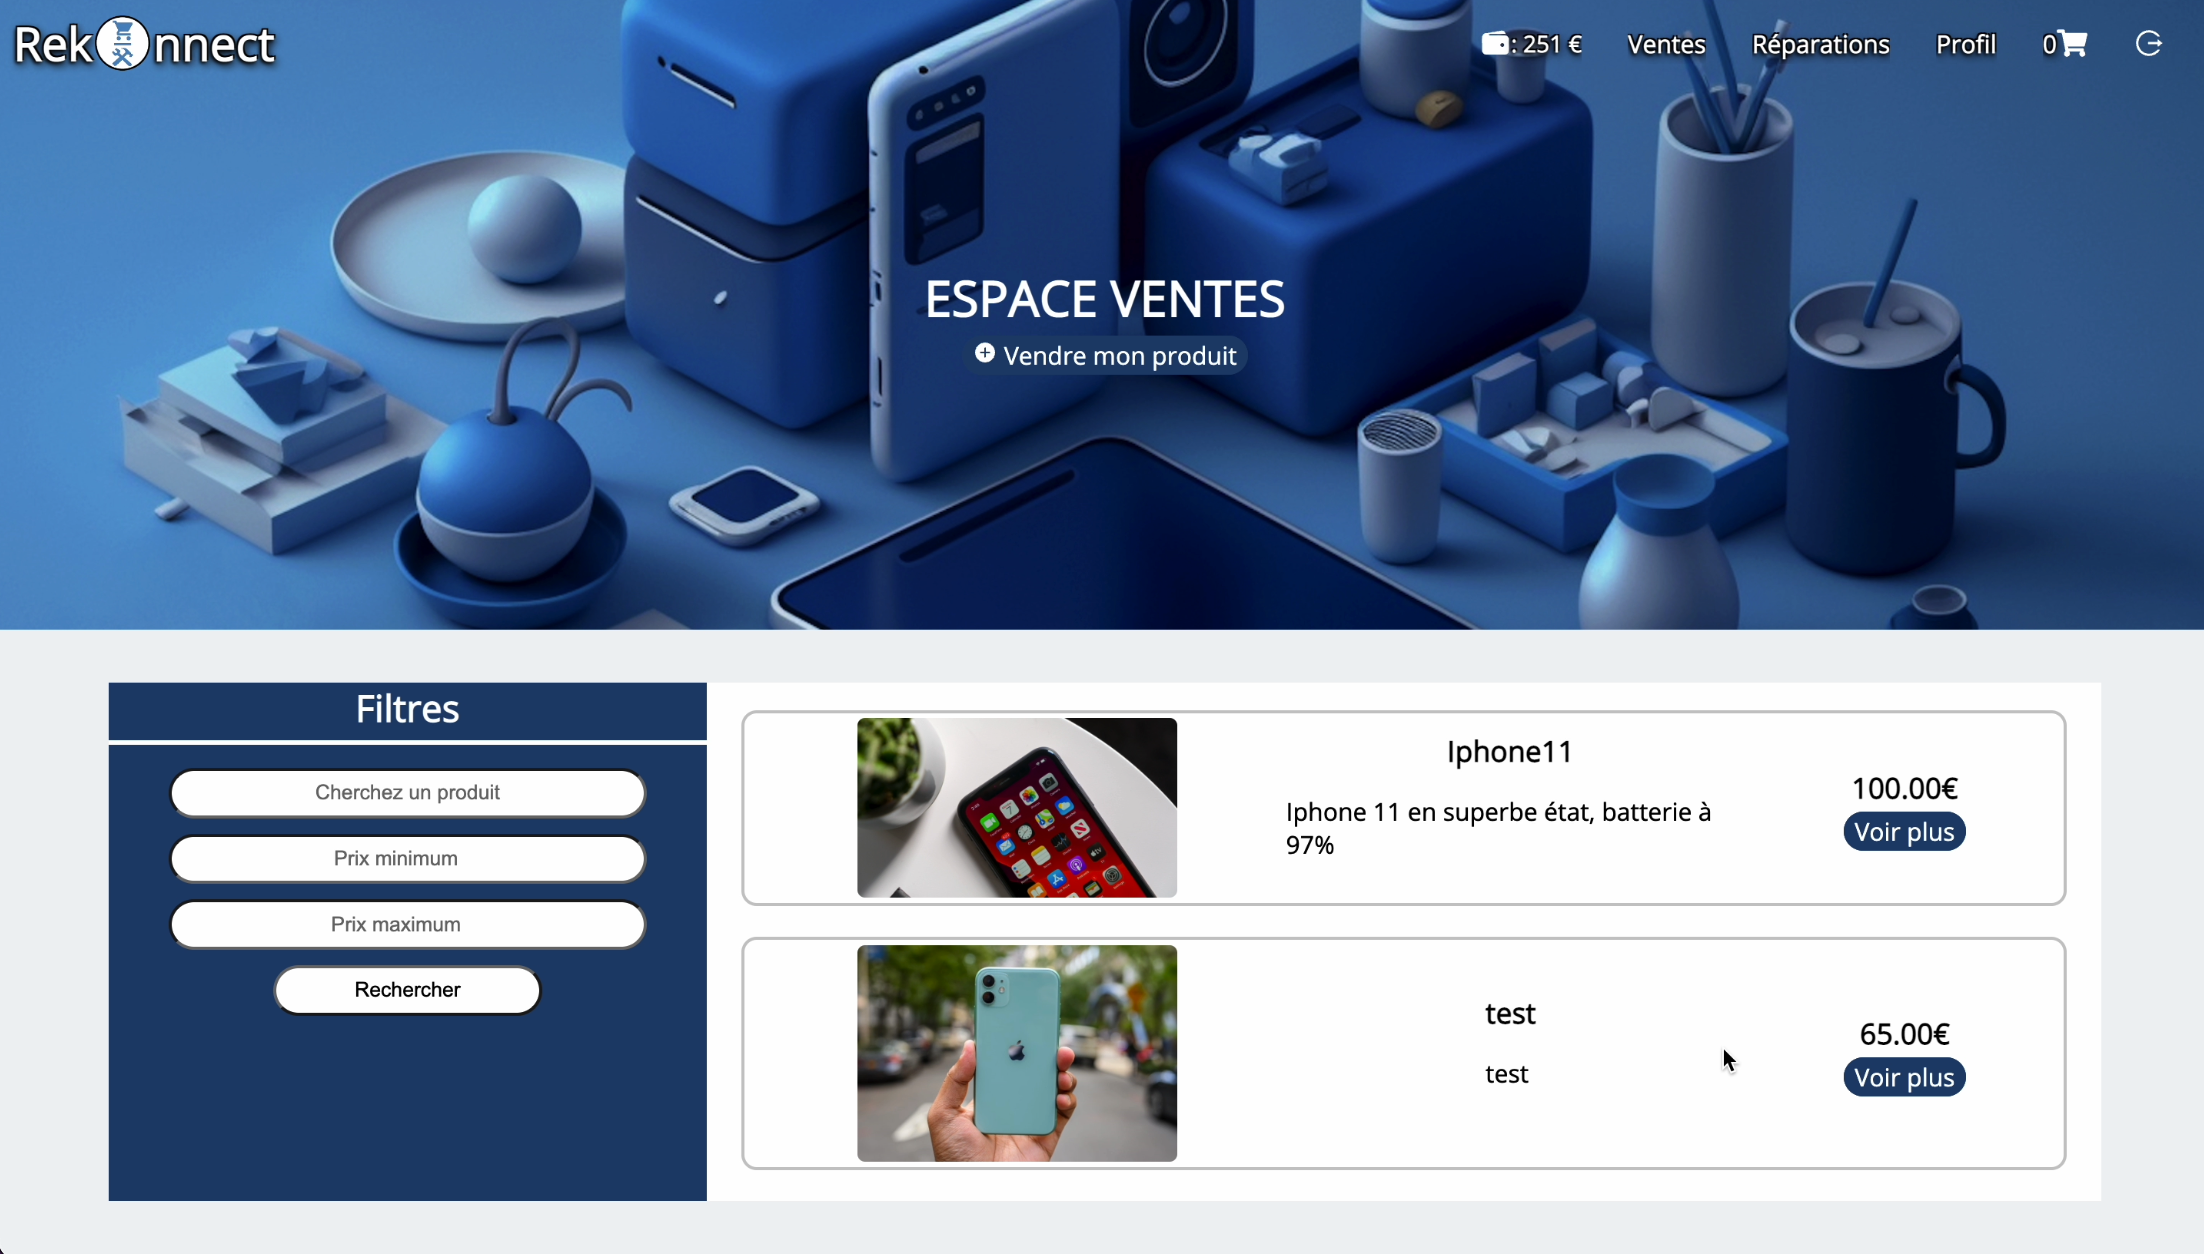 Rek nnect
: 251 €
Ventes
Réparations
Profil
0
ESPACE VENTES
Vendre mon produit
Filtres
Cherchez un produit
Prix minimum
Prix maximum
Rechercher
Iphone11
Iphone 11 en superbe état, batterie à
97%
100.00€
Voir plus
test
test
65.00€
Voir plus